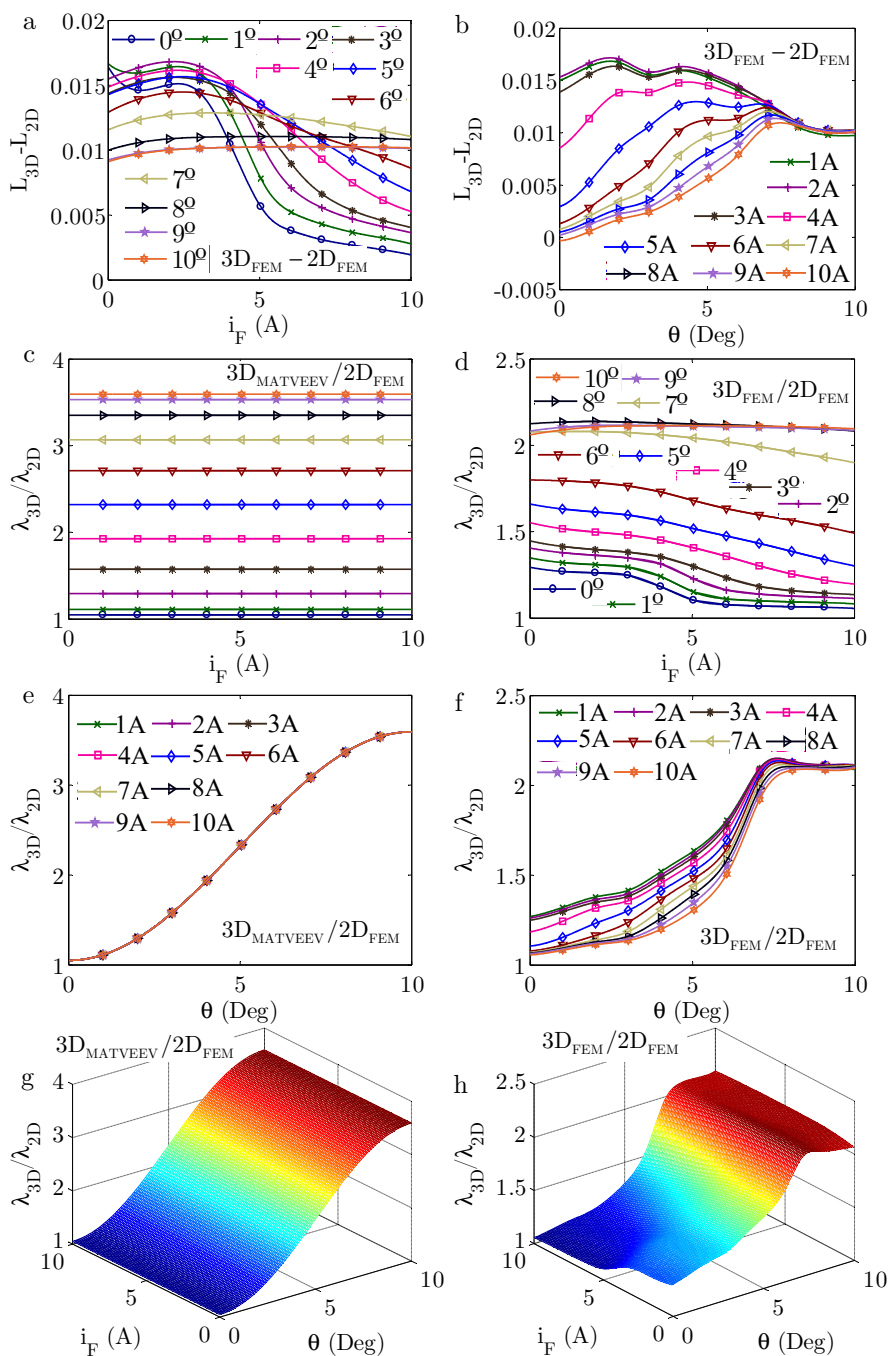 a
0.02
0.015
0.01
0.005
0
L3D-L2D
0º 1º 2º 3º
4º 5º
6º
7º
8º
9º
10º 3DFEM−2DFEM
0 5 10
iF (A)
b
0.02
0.015
0.01
0.005
0
-0.005
L3D-L2D
3DFEM−2DFEM
1A
2A
3A 4A
5A 6A 7A
8A 9A 10A
0 5 10
θ (Deg)
c
4
3
2
1
λ3D/λ2D
3DMATVEEV/2DFEM
0 5 10
iF (A)
d
2.5
2
1.5
1
λ3D/λ2D
10º 9º
8º 7º
3DFEM/2DFEM
6º 5º
4º
3º
2º
0º
1º
0 5 10
iF (A)
e
4
3
2
1
λ3D/λ2D
1A 2A 3A
4A 5A 6A
7A 8A
9A 10A
3DMATVEEV/2DFEM
0 5 10
θ (Deg)
f
2.5
2
1.5
1
λ3D/λ2D
1A 2A 3A 4A
5A 6A 7A 8A
9A 10A
3DFEM/2DFEM
0 5 10
θ (Deg)
3DMATVEEV/2DFEM
g
4
3
2
1
λ3D/λ2D
10
5
0
iF (A)
0
5
10
θ (Deg)
3DFEM/2DFEM
h
2.5
2
1.5
1
λ3D/λ2D
10
5
0
iF (A)
0
5
10
θ (Deg)